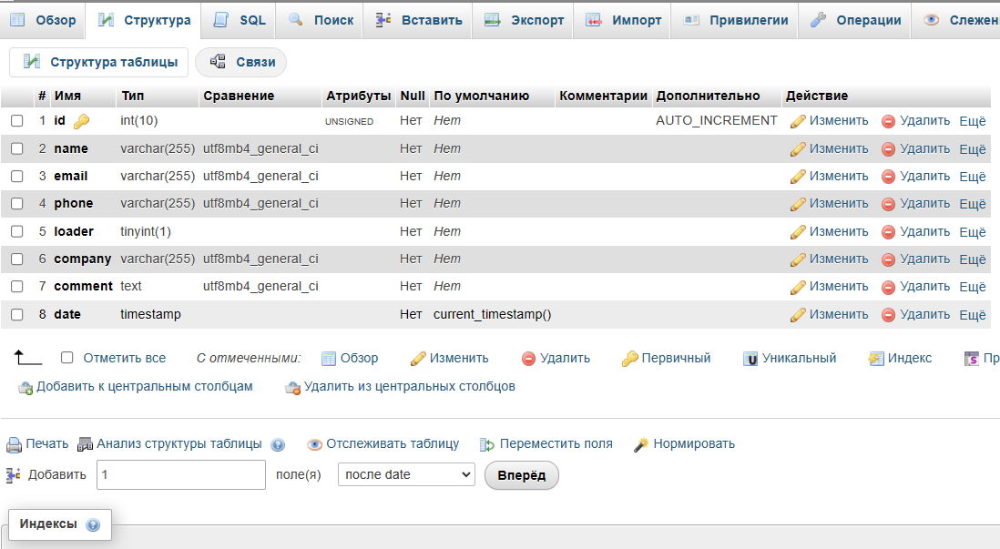 Обзор Структура SQL Поиск Вставить Экспорт Импорт Привилегии Операции Слежен
Структура таблицы Связи
# Имя Тип Сравнение Атрибуты Null По умолчанию Комментарии Дополнительно Действие
1 id int(10) UNSIGNED Нет Нет AUTO_INCREMENT Изменить Удалить Ещё
2 name varchar(255) utf8mb4_general_ci Нет Нет Изменить Удалить Ещё
3 email varchar(255) utf8mb4_general_ci Нет Нет Изменить Удалить Ещё
4 phone varchar(255) utf8mb4_general_ci Нет Нет Изменить Удалить Ещё
5 loader tinyint(1) Нет Нет Изменить Удалить Ещё
6 company varchar(255) utf8mb4_general_ci Нет Нет Изменить Удалить Ещё
7 comment text utf8mb4_general_ci Нет Нет Изменить Удалить Ещё
8 date timestamp Нет current_timestamp() Изменить Удалить Ещё
Отметить все С отмеченными: Обзор Изменить Удалить Первичный U Уникальный Индекс S Пр
Добавить к центральным столбцам Удалить из центральных столбцов
Печать Анализ структуры таблицы Отслеживать таблицу Переместить поля Нормировать
Добавить 1 поле(я) после date Вперёд
Индексы